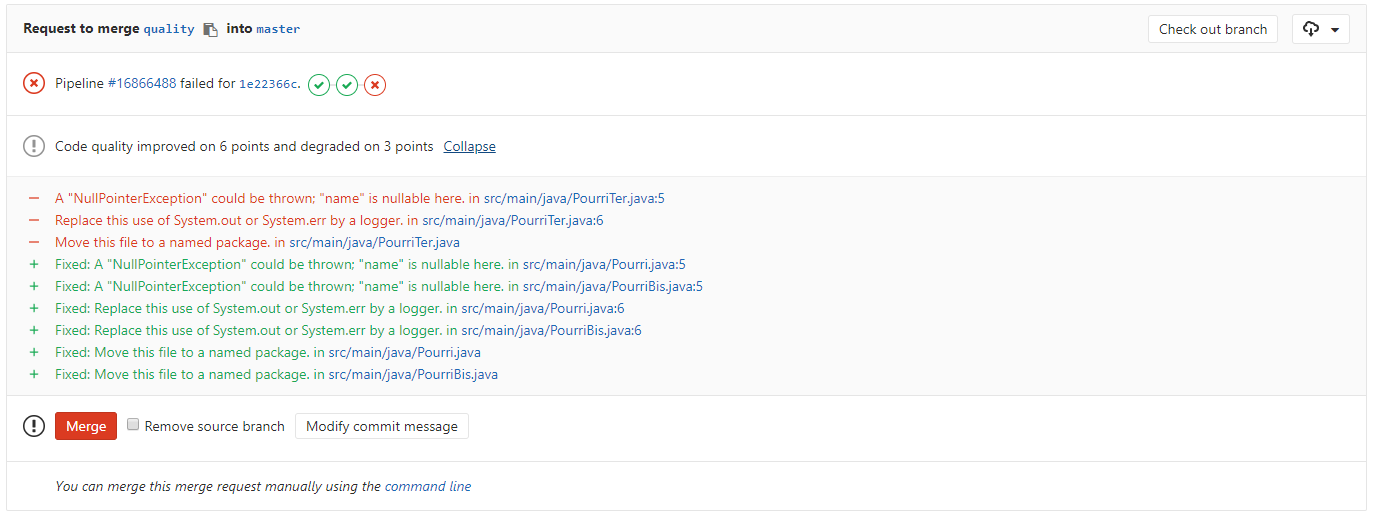 Request to merge quality into master Check out branch
Pipeline #16866488 failed for 1e22366c.
Code quality improved on 6 points and degraded on 3 points Collapse
− A "NullPointerException" could be thrown; "name" is nullable here. in src/main/java/PourriTer.java:5
− Replace this use of System.out or System.err by a logger. in src/main/java/PourriTer.java:6
− Move this file to a named package. in src/main/java/PourriTer.java
+ Fixed: A "NullPointerException" could be thrown; "name" is nullable here. in src/main/java/Pourri.java:5
+ Fixed: A "NullPointerException" could be thrown; "name" is nullable here. in src/main/java/PourriBis.java:5
+ Fixed: Replace this use of System.out or System.err by a logger. in src/main/java/Pourri.java:6
+ Fixed: Replace this use of System.out or System.err by a logger. in src/main/java/PourriBis.java:6
+ Fixed: Move this file to a named package. in src/main/java/Pourri.java
+ Fixed: Move this file to a named package. in src/main/java/PourriBis.java
Merge Remove source branch Modify commit message
You can merge this merge request manually using the command line